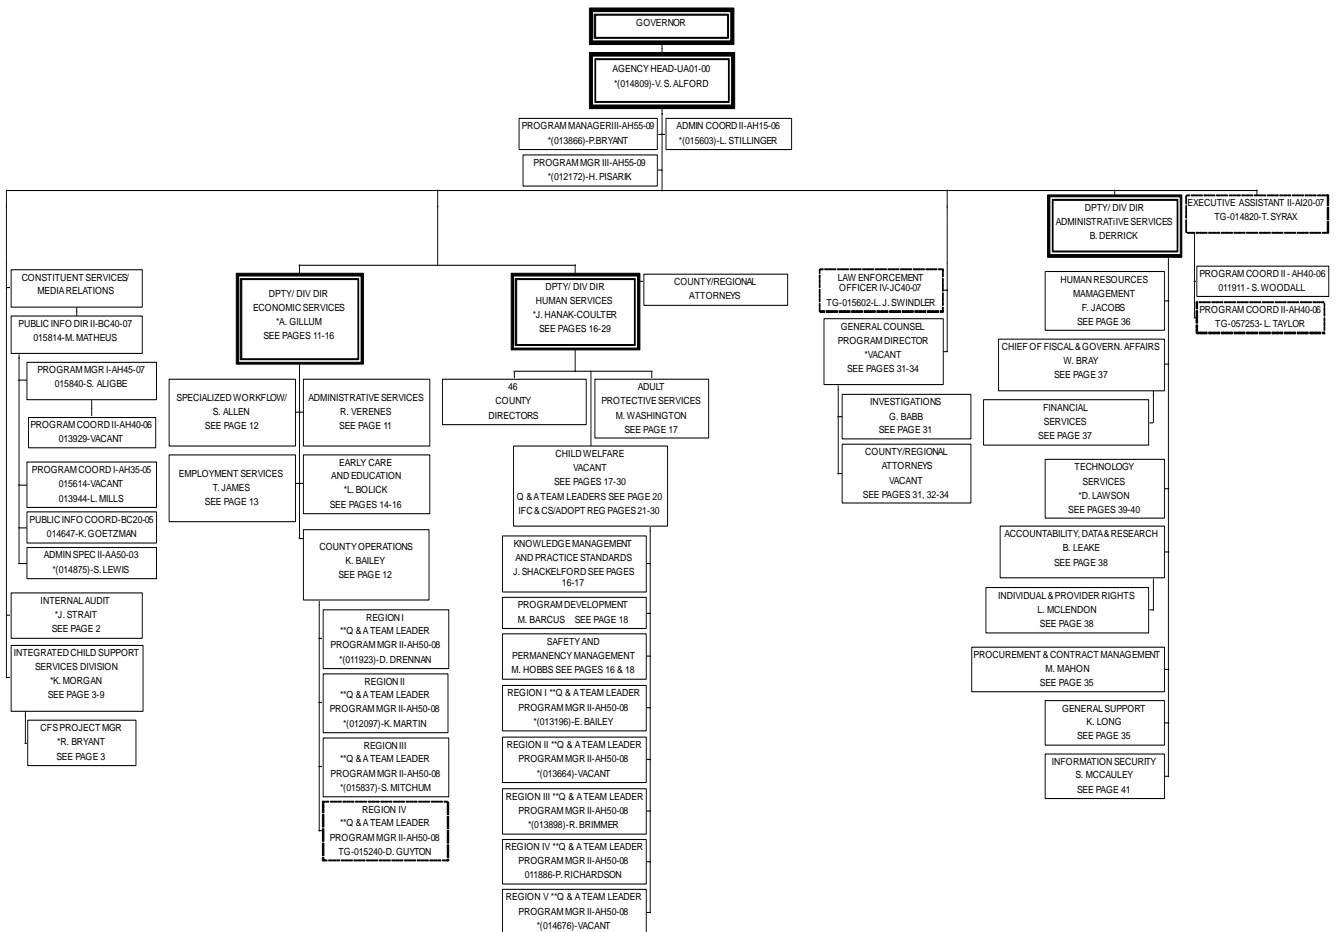 GOVERNOR
AGENCY HEAD-UA01-00
*(014809)-V. S. ALFORD
PROGRAM MANAGERIII-AH55-09
*(013866)-P.BRYANT
ADMIN COORD II-AH15-06
*(015603)-L. STILLINGER
PROGRAM MGR III-AH55-09
*(012172)-H. PISARIK
CONSTITUENT SERVICES/
MEDIA RELATIONS
PUBLIC INFO DIR II-BC40-07
015814-M. MATHEUS
PROGRAM MGR I-AH45-07
015840-S. ALIGBE
PROGRAM COORD II-AH40-06
013929-VACANT
PROGRAM COORD I-AH35-05
015614-VACANT
013944-L. MILLS
PUBLIC INFO COORD-BC20-05
014647-K. GOETZMAN
ADMIN SPEC II-AA50-03
*(014875)-S. LEWIS
INTERNAL AUDIT
*J. STRAIT
SEE PAGE 2
INTEGRATED CHILD SUPPORT
SERVICES DIVISION
*K. MORGAN
SEE PAGE 3-9
CFS PROJECT MGR
*R. BRYANT
SEE PAGE 3
DPTY/ DIV DIR
ECONOMIC SERVICES
*A. GILLUM
SEE PAGES 11-16
SPECIALIZED WORKFLOW/
S. ALLEN
SEE PAGE 12
ADMINISTRATIVE SERVICES
R. VERENES
SEE PAGE 11
EMPLOYMENT SERVICES
T. JAMES
SEE PAGE 13
EARLY CARE
AND EDUCATION
*L. BOLICK
SEE PAGES 14-16
COUNTY OPERATIONS
K. BAILEY
SEE PAGE 12
REGION I
**Q & A TEAM LEADER
PROGRAM MGR II-AH50-08
*(011923)-D. DRENNAN
REGION II
**Q & A TEAM LEADER
PROGRAM MGR II-AH50-08
*(012097)-K. MARTIN
REGION III
**Q & A TEAM LEADER
PROGRAM MGR II-AH50-08
*(015837)-S. MITCHUM
REGION IV
**Q & A TEAM LEADER
PROGRAM MGR II-AH50-08
TG-015240-D. GUYTON
DPTY/ DIV DIR
HUMAN SERVICES
*J. HANAK-COULTER
SEE PAGES 16-29
COUNTY/REGIONAL
ATTORNEYS
46
COUNTY
DIRECTORS
ADULT
PROTECTIVE SERVICES
M. WASHINGTON
SEE PAGE 17
CHILD WELFARE
VACANT
SEE PAGES 17-30
Q & A TEAM LEADERS SEE PAGE 20
IFC & CS/ADOPT REG PAGES 21-30
KNOWLEDGE MANAGEMENT
AND PRACTICE STANDARDS
J. SHACKELFORD SEE PAGES
16-17
PROGRAM DEVELOPMENT
M. BARCUS SEE PAGE 18
SAFETY AND
PERMANENCY MANAGEMENT
M. HOBBS SEE PAGES 16 & 18
REGION I **Q & A TEAM LEADER
PROGRAM MGR II-AH50-08
*(013196)-E. BAILEY
REGION II **Q & A TEAM LEADER
PROGRAM MGR II-AH50-08
*(013664)-VACANT
REGION III **Q & A TEAM LEADER
PROGRAM MGR II-AH50-08
*(013898)-R. BRIMMER
REGION IV **Q & A TEAM LEADER
PROGRAM MGR II-AH50-08
011886-P. RICHARDSON
REGION V **Q & A TEAM LEADER
PROGRAM MGR II-AH50-08
*(014676)-VACANT
LAW ENFORCEMENT
OFFICER IV-JC40-07
TG-015602-L. J. SWINDLER
GENERAL COUNSEL
PROGRAM DIRECTOR
*VACANT
SEE PAGES 31-34
INVESTIGATIONS
G. BABB
SEE PAGE 31
COUNTY/REGIONAL
ATTORNEYS
VACANT
SEE PAGES 31, 32-34
DPTY/ DIV DIR
ADMINISTRATiIVE SERVICES
B. DERRICK
HUMAN RESOURCES
MAMAGEMENT
F. JACOBS
SEE PAGE 36
CHIEF OF FISCAL & GOVERN. AFFAIRS
W. BRAY
SEE PAGE 37
FINANCIAL
SERVICES
SEE PAGE 37
TECHNOLOGY
SERVICES
*D. LAWSON
SEE PAGES 39-40
ACCOUNTABILITY, DATA & RESEARCH
B. LEAKE
SEE PAGE 38
INDIVIDUAL & PROVIDER RIGHTS
L. MCLENDON
SEE PAGE 38
PROCUREMENT & CONTRACT MANAGEMENT
M. MAHON
SEE PAGE 35
GENERAL SUPPORT
K. LONG
SEE PAGE 35
INFORMATION SECURITY
S. MCCAULEY
SEE PAGE 41
EXECUTIVE ASSISTANT II-AI20-07
TG-014820-T. SYRAX
PROGRAM COORD II - AH40-06
011911 - S. WOODALL
PROGRAM COORD II-AH40-06
TG-057253- L. TAYLOR